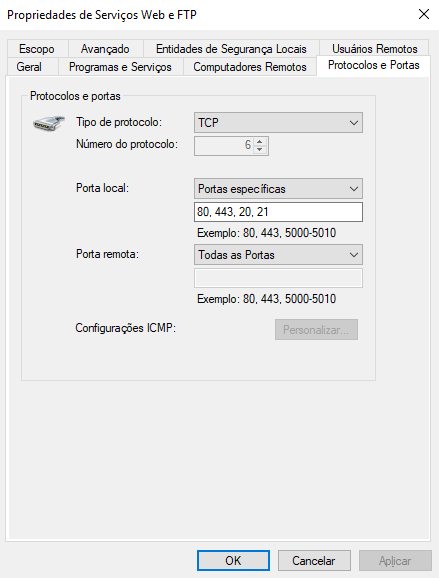 Propriedades de Serviços Web e FTP
Escopo Avançado Entidades de Segurança Locais Usuários Remotos
Geral Programas e Serviços Computadores Remotos Protocolos e Portas
Protocolos e portas
Tipo de protocolo: TCP
Número do protocolo: 6
Porta local: Portas específicas
80, 443, 20, 21
Exemplo: 80, 443, 5000-5010
Porta remota: Todas as Portas
Exemplo: 80, 443, 5000-5010
Configurações ICMP: Personalizar...
OK Cancelar Aplicar